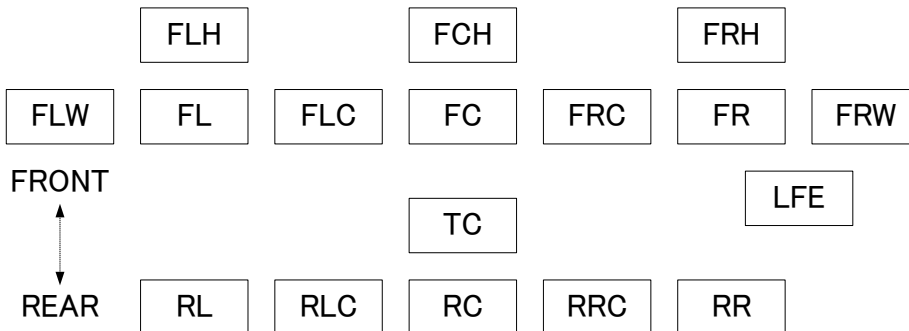 FLH FCH FRH
FLW FL FLC FC FRC FR FRW
FRONT
LFE
TC
REAR RL RLC RC RRC RR